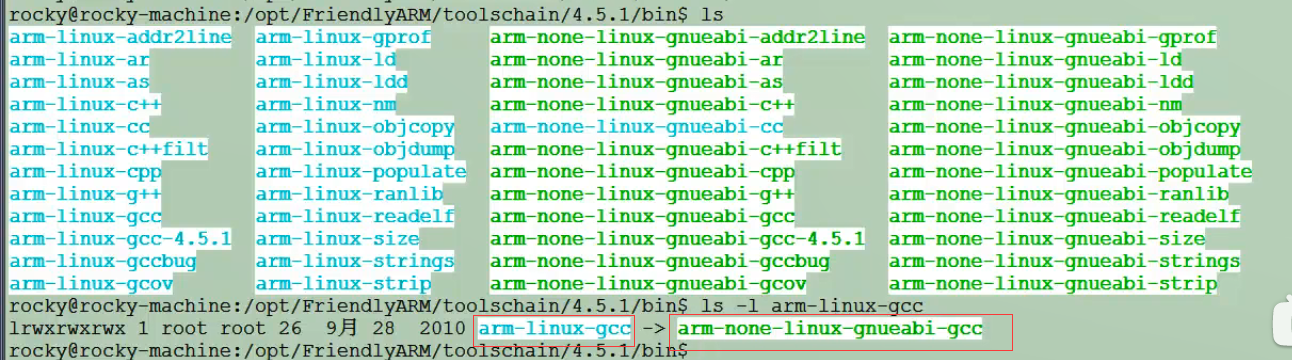 rocky@rocky-machine:/opt/FriendlyARM/toolschain/4.5.1/bin$ ls
arm-linux-addr2line arm-linux-gprof arm-none-linux-gnueabi-addr2line arm-none-linux-gnueabi-gprof
arm-linux-ar arm-linux-ld arm-none-linux-gnueabi-ar arm-none-linux-gnueabi-ld
arm-linux-as arm-linux-ldd arm-none-linux-gnueabi-as arm-none-linux-gnueabi-ldd
arm-linux-c++ arm-linux-nm arm-none-linux-gnueabi-c++ arm-none-linux-gnueabi-nm
arm-linux-cc arm-linux-objcopy arm-none-linux-gnueabi-cc arm-none-linux-gnueabi-objcopy
arm-linux-c++filt arm-linux-objdump arm-none-linux-gnueabi-c++filt arm-none-linux-gnueabi-objdump
arm-linux-cpp arm-linux-populate arm-none-linux-gnueabi-cpp arm-none-linux-gnueabi-populate
arm-linux-g++ arm-linux-ranlib arm-none-linux-gnueabi-g++ arm-none-linux-gnueabi-ranlib
arm-linux-gcc arm-linux-readelf arm-none-linux-gnueabi-gcc arm-none-linux-gnueabi-readelf
arm-linux-gcc-4.5.1 arm-linux-size arm-none-linux-gnueabi-gcc-4.5.1 arm-none-linux-gnueabi-size
arm-linux-gccbug arm-linux-strings arm-none-linux-gnueabi-gccbug arm-none-linux-gnueabi-strings
arm-linux-gcov arm-linux-strip arm-none-linux-gnueabi-gcov arm-none-linux-gnueabi-strip
rocky@rocky-machine:/opt/FriendlyARM/toolschain/4.5.1/bin$ ls -l arm-linux-gcc
lrwxrwxrwx 1 root root 26 9月 28 2010 arm-linux-gcc -> arm-none-linux-gnueabi-gcc
rocky@rocky-machine:/opt/FriendlyARM/toolschain/4.5.1/bin$